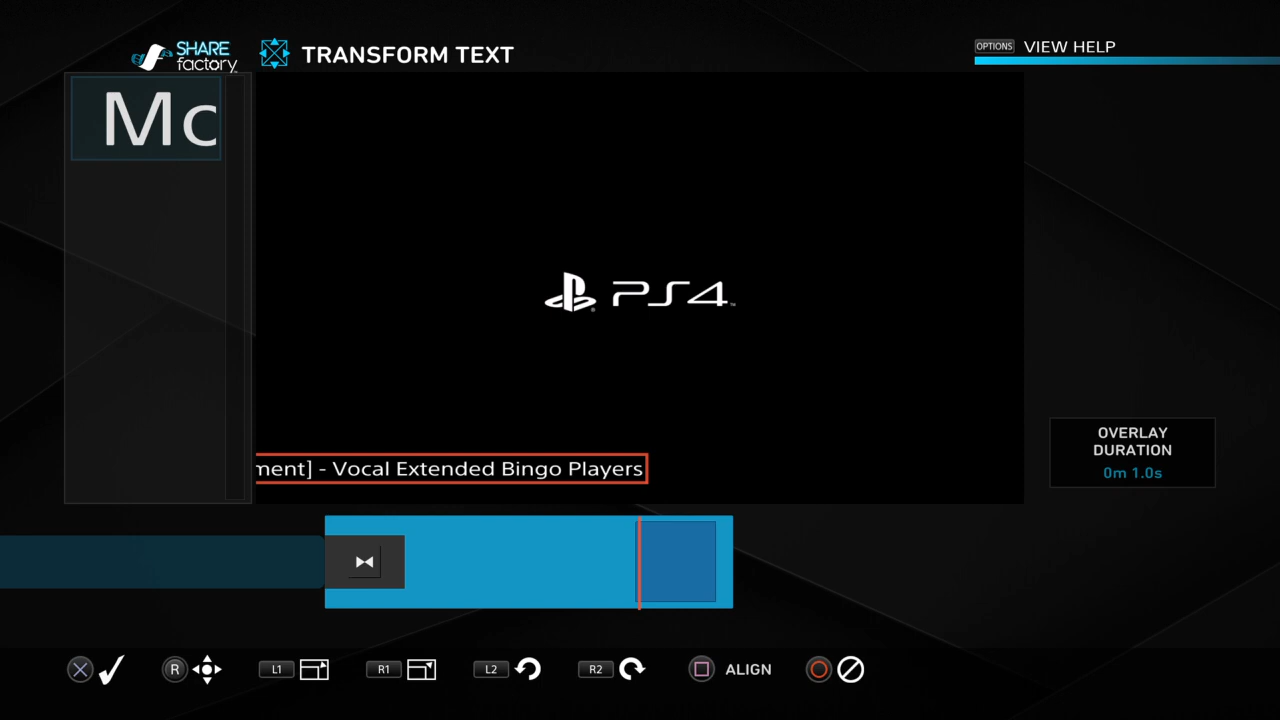 SHARE
factory
TRANSFORM TEXT
OPTIONS VIEW HELP
Mc
PS4
ment] - Vocal Extended Bingo Players
OVERLAY
DURATION
0m 1.0s
R L1 R1 L2 R2 ALIGN